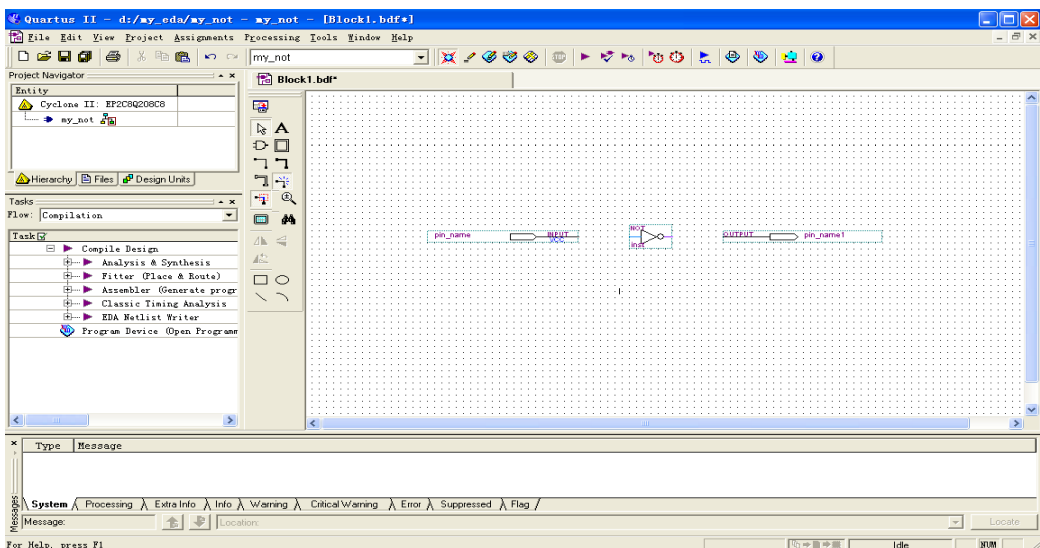 Quartus II - d:/my_eda/my_not - my_not - [Block1.bdf*]
File Edit View Project Assignments Processing Tools Window Help
my_not
Project Navigator
Block1.bdf*
Entity
Cyclone II: EP2C8Q208C8
my_not
Hierarchy Files Design Units
Tasks
Flow: Compilation
Task
Compile Design
Analysis & Synthesis
Fitter (Place & Route)
Assembler (Generate progr
Classic Timing Analysis
EDA Netlist Writer
Program Device (Open Programm
pin_name INPUT
VCC
NOT
inst
OUTPUT pin_name1
Type Message
System Processing Extra Info Info Warning Critical Warning Error Suppressed Flag
Messages
Message: Location: Locate
For Help, press F1 Idle NUM